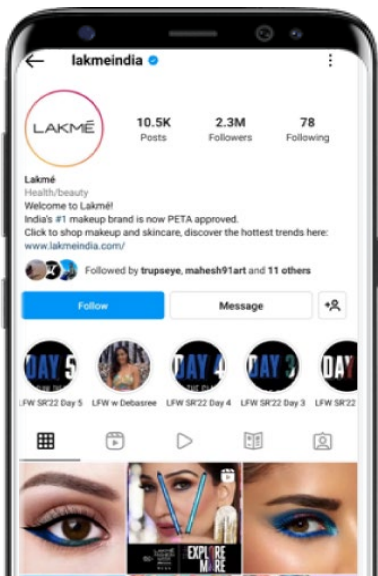 lakmeindia
LAKMÉ
10.5K
Posts
2.3M
Followers
78
Following
Lakmé
Health/beauty
Welcome to Lakmé!
India's #1 makeup brand is now PETA approved.
Click to shop makeup and skincare, discover the hottest trends here:
www.lakmeindia.com/
Followed by trupseye, mahesh91art and 11 others
Follow
Message
DAY 5
DAY 4
DAY 3
DAY
LFW SR'22 Day 5
LFW w Debasree
LFW SR'22 Day 4
LFW SR'22 Day 3
LFW SR'22
EXPLORE
MORE